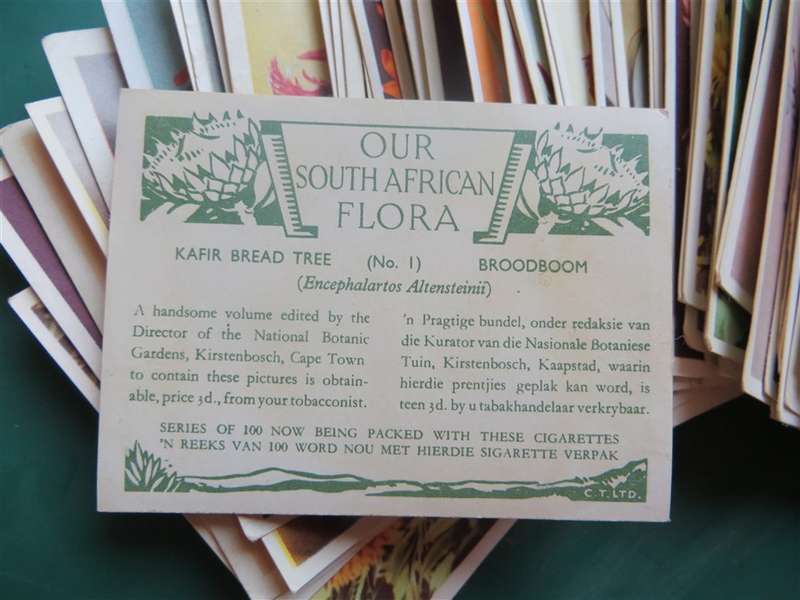 OUR
SOUTH AFRICAN
FLORA
KAFIR BREAD TREE (No. 1) BROODBOOM
(Encephalartos Altensteinii)
A handsome volume edited by the
Director of the National Botanic
Gardens, Kirstenbosch, Cape Town
to contain these pictures is obtain-
able, price 3d., from your tobacconist.
'n Pragtige bundel, onder redaksie van
die Kurator van die Nasionale Botaniese
Tuin, Kirstenbosch, Kaapstad, waarin
hierdie prentjies geplak kan word, is
teen 3d. by u tabakhandelaar verkrybaar.
SERIES OF 100 NOW BEING PACKED WITH THESE CIGARETTES
'N REEKS VAN 100 WORD NOU MET HIERDIE SIGARETTE VERPAK
C.T. LTD.